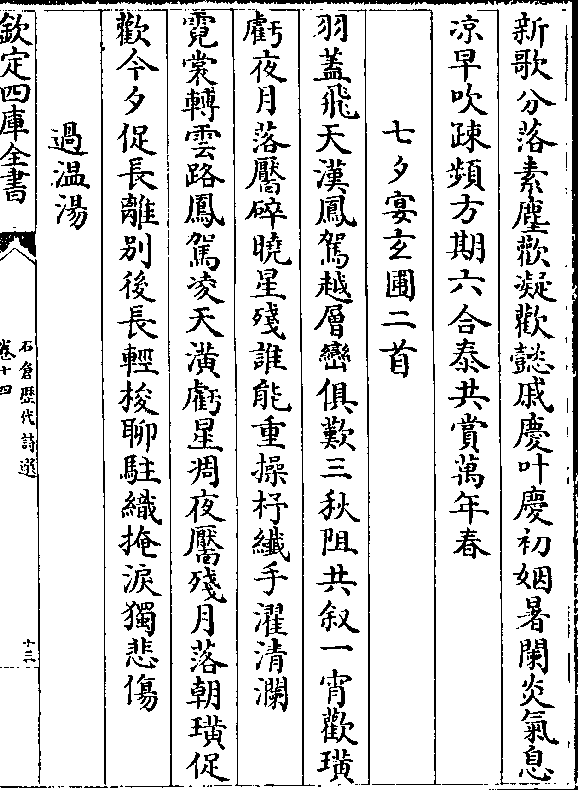 新歌分落素塵歡凝歡懿戚慶叶慶初姻暑闌炎氣息
涼早吹疎頻方期六合泰共賞萬年春
七夕宴玄圃二首
羽蓋飛天漢鳳駕越層巒俱歎三秋阻共叙一宵歡璜
虧夜月落靨碎曉星殘誰能重操杼纖手濯清瀾
霓裳轉雲路鳳駕凌天潢虧星凋夜靨殘月落朝璜促
歡今夕促長離别後長輕梭聊駐織掩淚獨悲傷
過温湯
欽定四庫全書
石倉歴代詩選
卷十四
十三